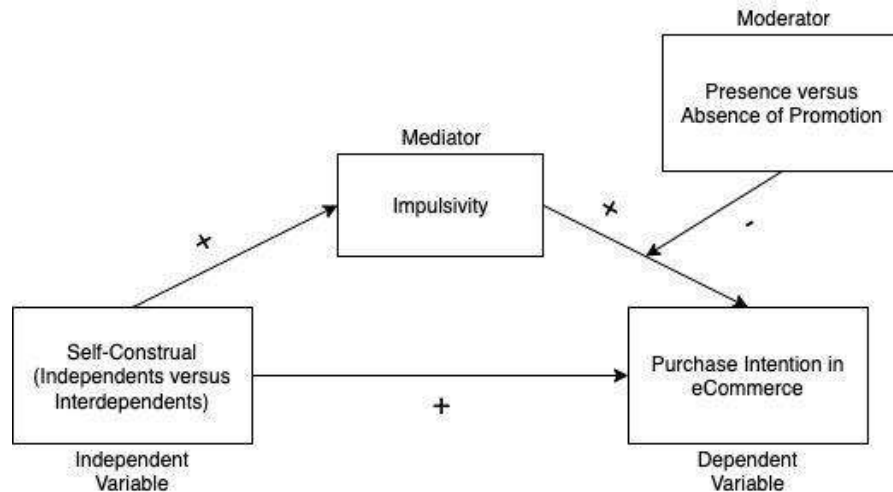 Moderator
Presence versus
Absence of Promotion
Mediator
Impulsivity
+
+
-
Self-Construal
(Independents versus
Interdependents)
+
Purchase Intention in
eCommerce
Independent
Variable
Dependent
Variable